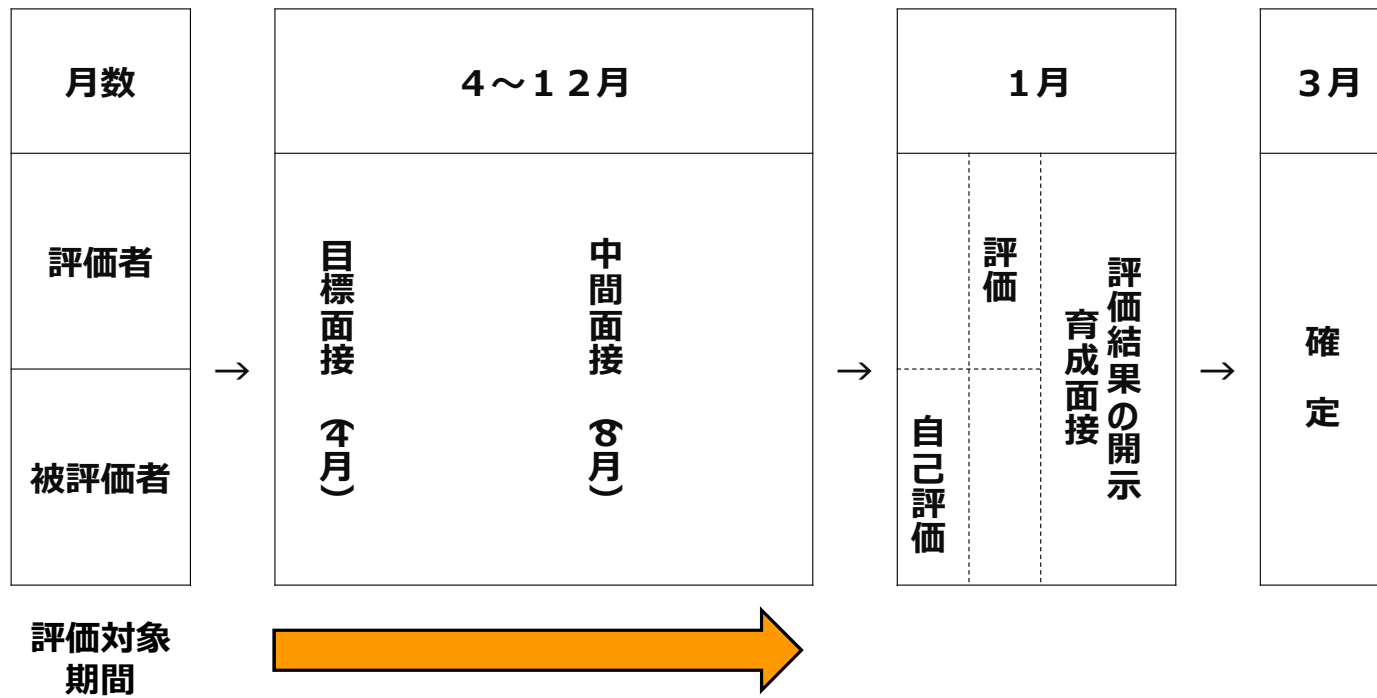 月数
４～１２月
１月
３月
評価者
被評価者
→
目標面接（４月）
中間面接（８月）
→
自己評価
評価
評価結果の開示
育成面接
→
確定
評価対象
期間